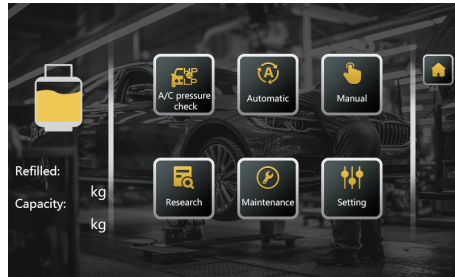 HP
LP
A/C pressure
check
Automatic
Manual
Refilled:
kg
Capacity:
kg
Research
Maintenance
Setting